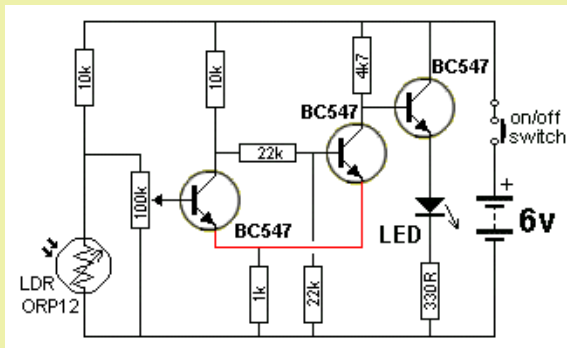 10k
10k
4k7
BC547
BC547
on/off
switch
22k
100k
BC547
LED
+
6v
LDR
ORP12
1k
22k
330R